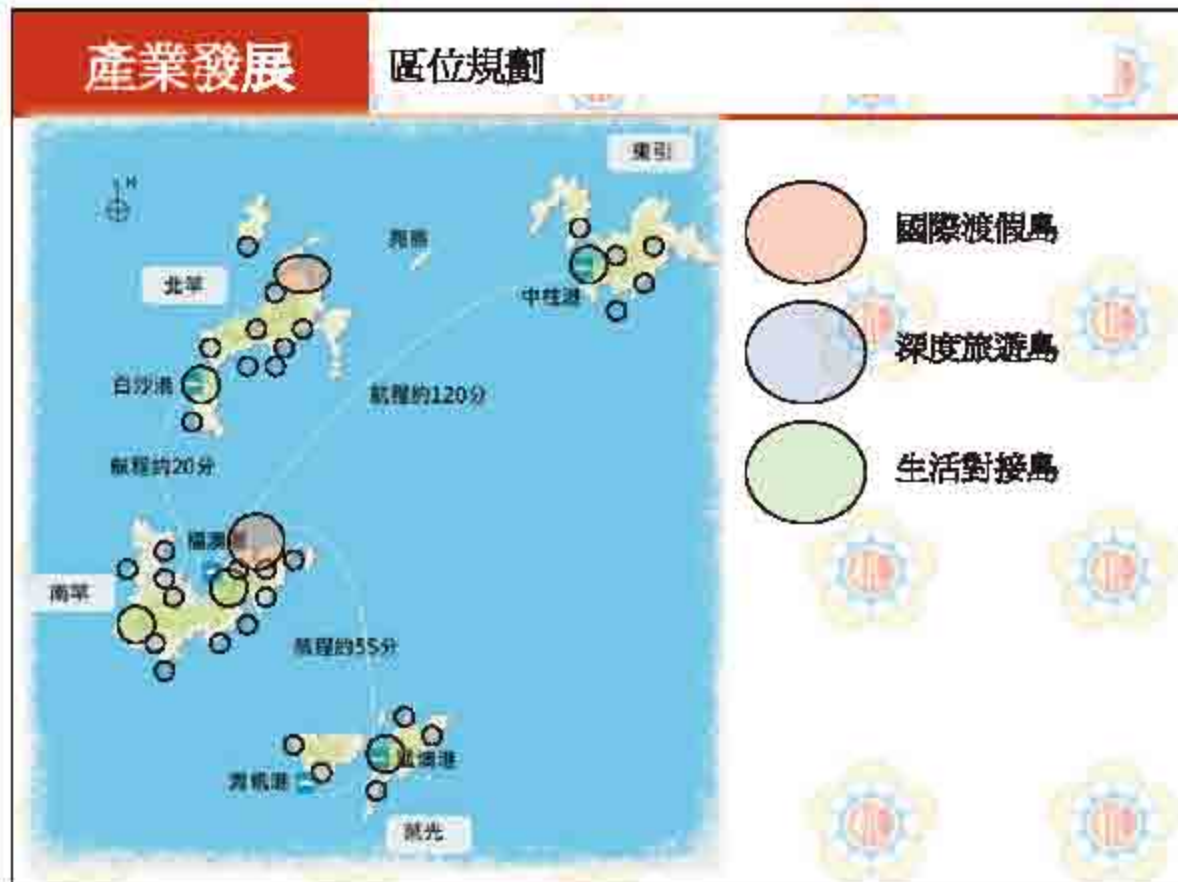 產業發展
區位規劃
東引
亮島
北竿
中柱港
白沙港
航程約120分
航程約20分
福澳港
南竿
航程約55分
猛澳港
青帆港
莒光
國際渡假島
深度旅遊島
生活對接島